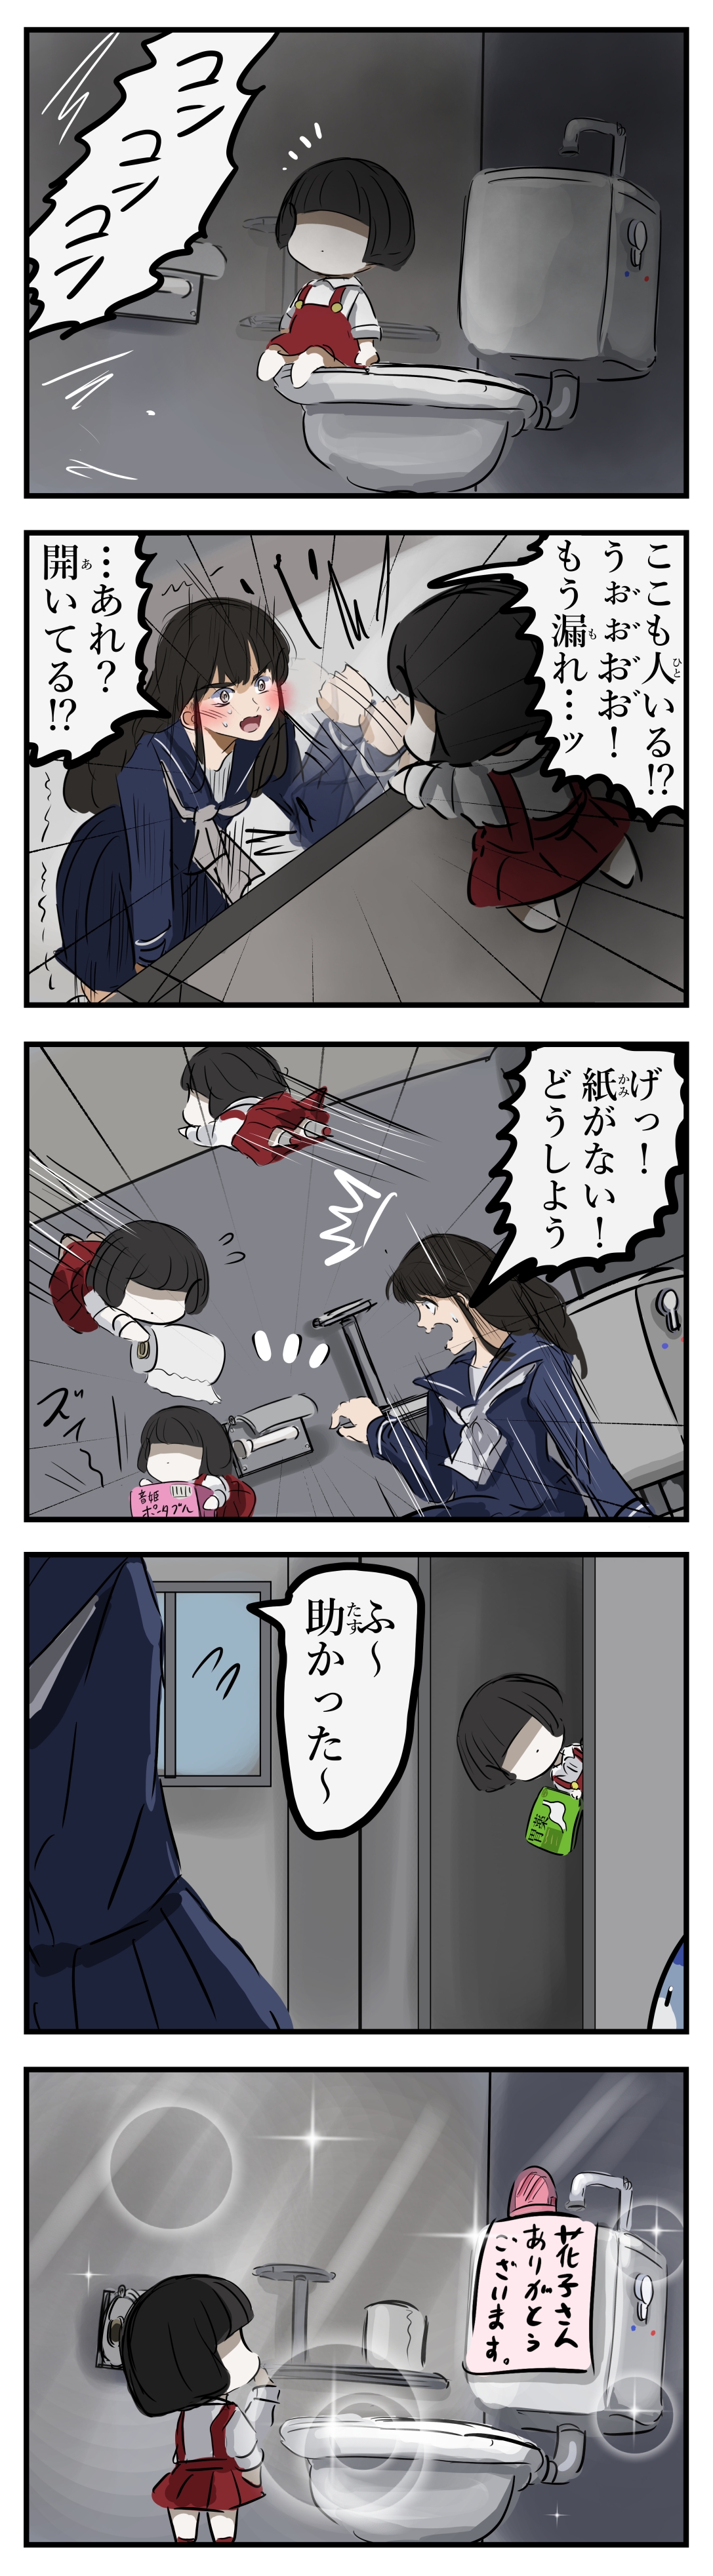 コン
コン
コン
ここも人いる!?
うぉぉぉぉ!
もう漏れ…ッ
…あれ?
開いてる!?
げっ!
紙がない!
どうしよう
ズイ
音姫
ポータブル
ふ〜
助かった〜
胃薬
花子さん
ありがとう
ございます。